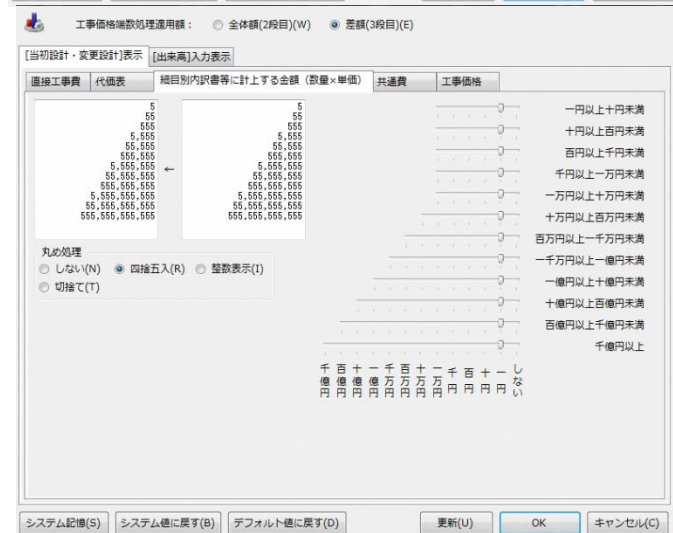 工事価格端数処理適用額： 全体額(2段目)(W) 差額(3段目)(E)
[当初設計・変更設計]表示 [出来高]入力表示
直接工事費 代価表 細目別内訳書等に計上する金額（数量×単価） 共通費 工事価格
5
55
555
5,555
55,555
555,555
5,555,555
55,555,555
555,555,555
5,555,555,555
55,555,555,555
555,555,555,555
←
5
55
555
5,555
55,555
555,555
5,555,555
55,555,555
555,555,555
5,555,555,555
55,555,555,555
555,555,555,555
一円以上十円未満
十円以上百円未満
百円以上千円未満
千円以上一万円未満
一万円以上十万円未満
十万円以上百万円未満
百万円以上一千万円未満
一千万円以上一億円未満
一億円以上十億円未満
十億円以上百億円未満
百億円以上千億円未満
千億円以上
丸め処理
しない(N) 四捨五入(R) 整数表示(I)
切捨て(T)
千億円
百億円
十億円
一億円
千万円
百万円
十万円
一万円
千円
百円
十円
一円
しない
システム記憶(S) システム値に戻す(B) デフォルト値に戻す(D) 更新(U) OK キャンセル(C)